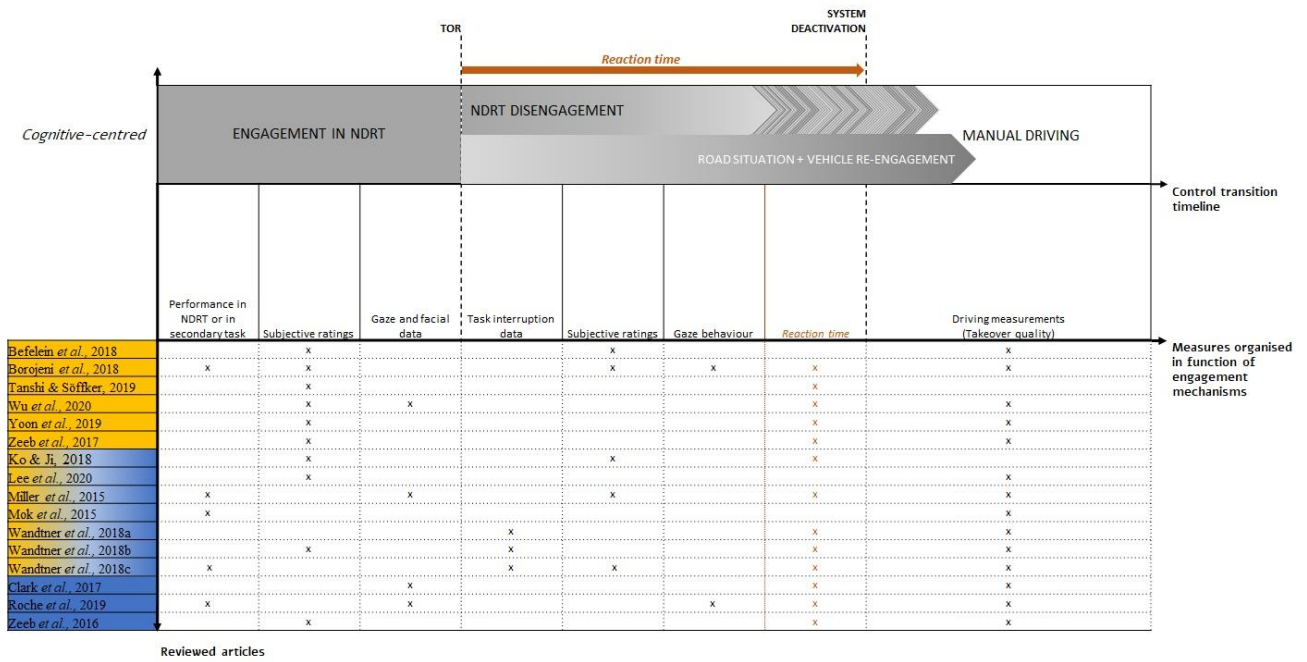 SYSTEM
TOR
DEACTIVATION
Reaction time
Cognitive-centred
ENGAGEMENT IN NDRT
NDRT DISENGAGEMENT
MANUAL DRIVING
ROAD SITUATION + VEHICLE RE-ENGAGEMENT
Control transition
timeline
Performance in
NDRT or in
secondary task
Subjective ratings
Gaze and facial
data
Task interruption
data
Subjective ratings
Gaze behaviour
Reaction time
Driving measurements
(Takeover quality)
Measures organised
in function of
engagement
mechanisms
Befelein et al., 2018 x x x
Borojeni et al., 2018 x x x x x x
Tanshi & Söffker, 2019 x x
Wu et al., 2020 x x x x
Yoon et al., 2019 x x x
Zeeb et al., 2017 x x x
Ko & Ji, 2018 x x x
Lee et al., 2020 x x
Miller et al., 2015 x x x x x
Mok et al., 2015 x x
Wandtner et al., 2018a x x x
Wandtner et al., 2018b x x x x
Wandtner et al., 2018c x x x x x
Clark et al., 2017 x x x
Roche et al., 2019 x x x x x
Zeeb et al., 2016 x x x
Reviewed articles